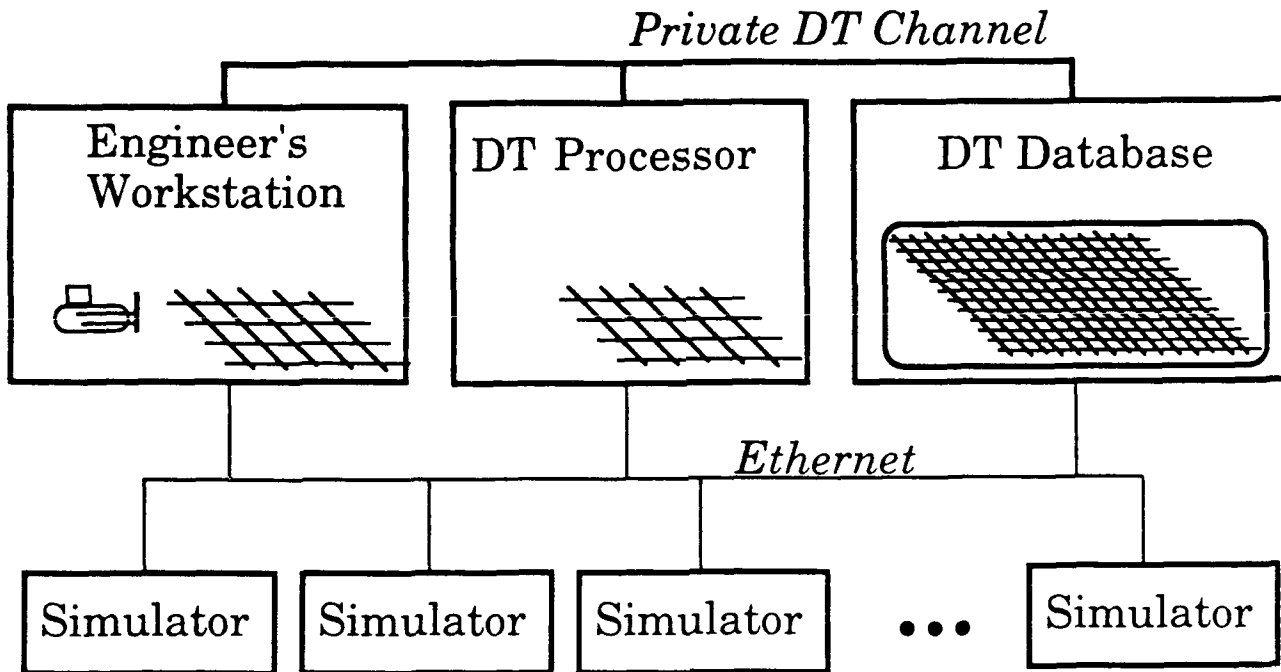 Private DT Channel
Engineer's
Workstation
DT Processor
DT Database
Ethernet
Simulator
Simulator
Simulator
•••
Simulator